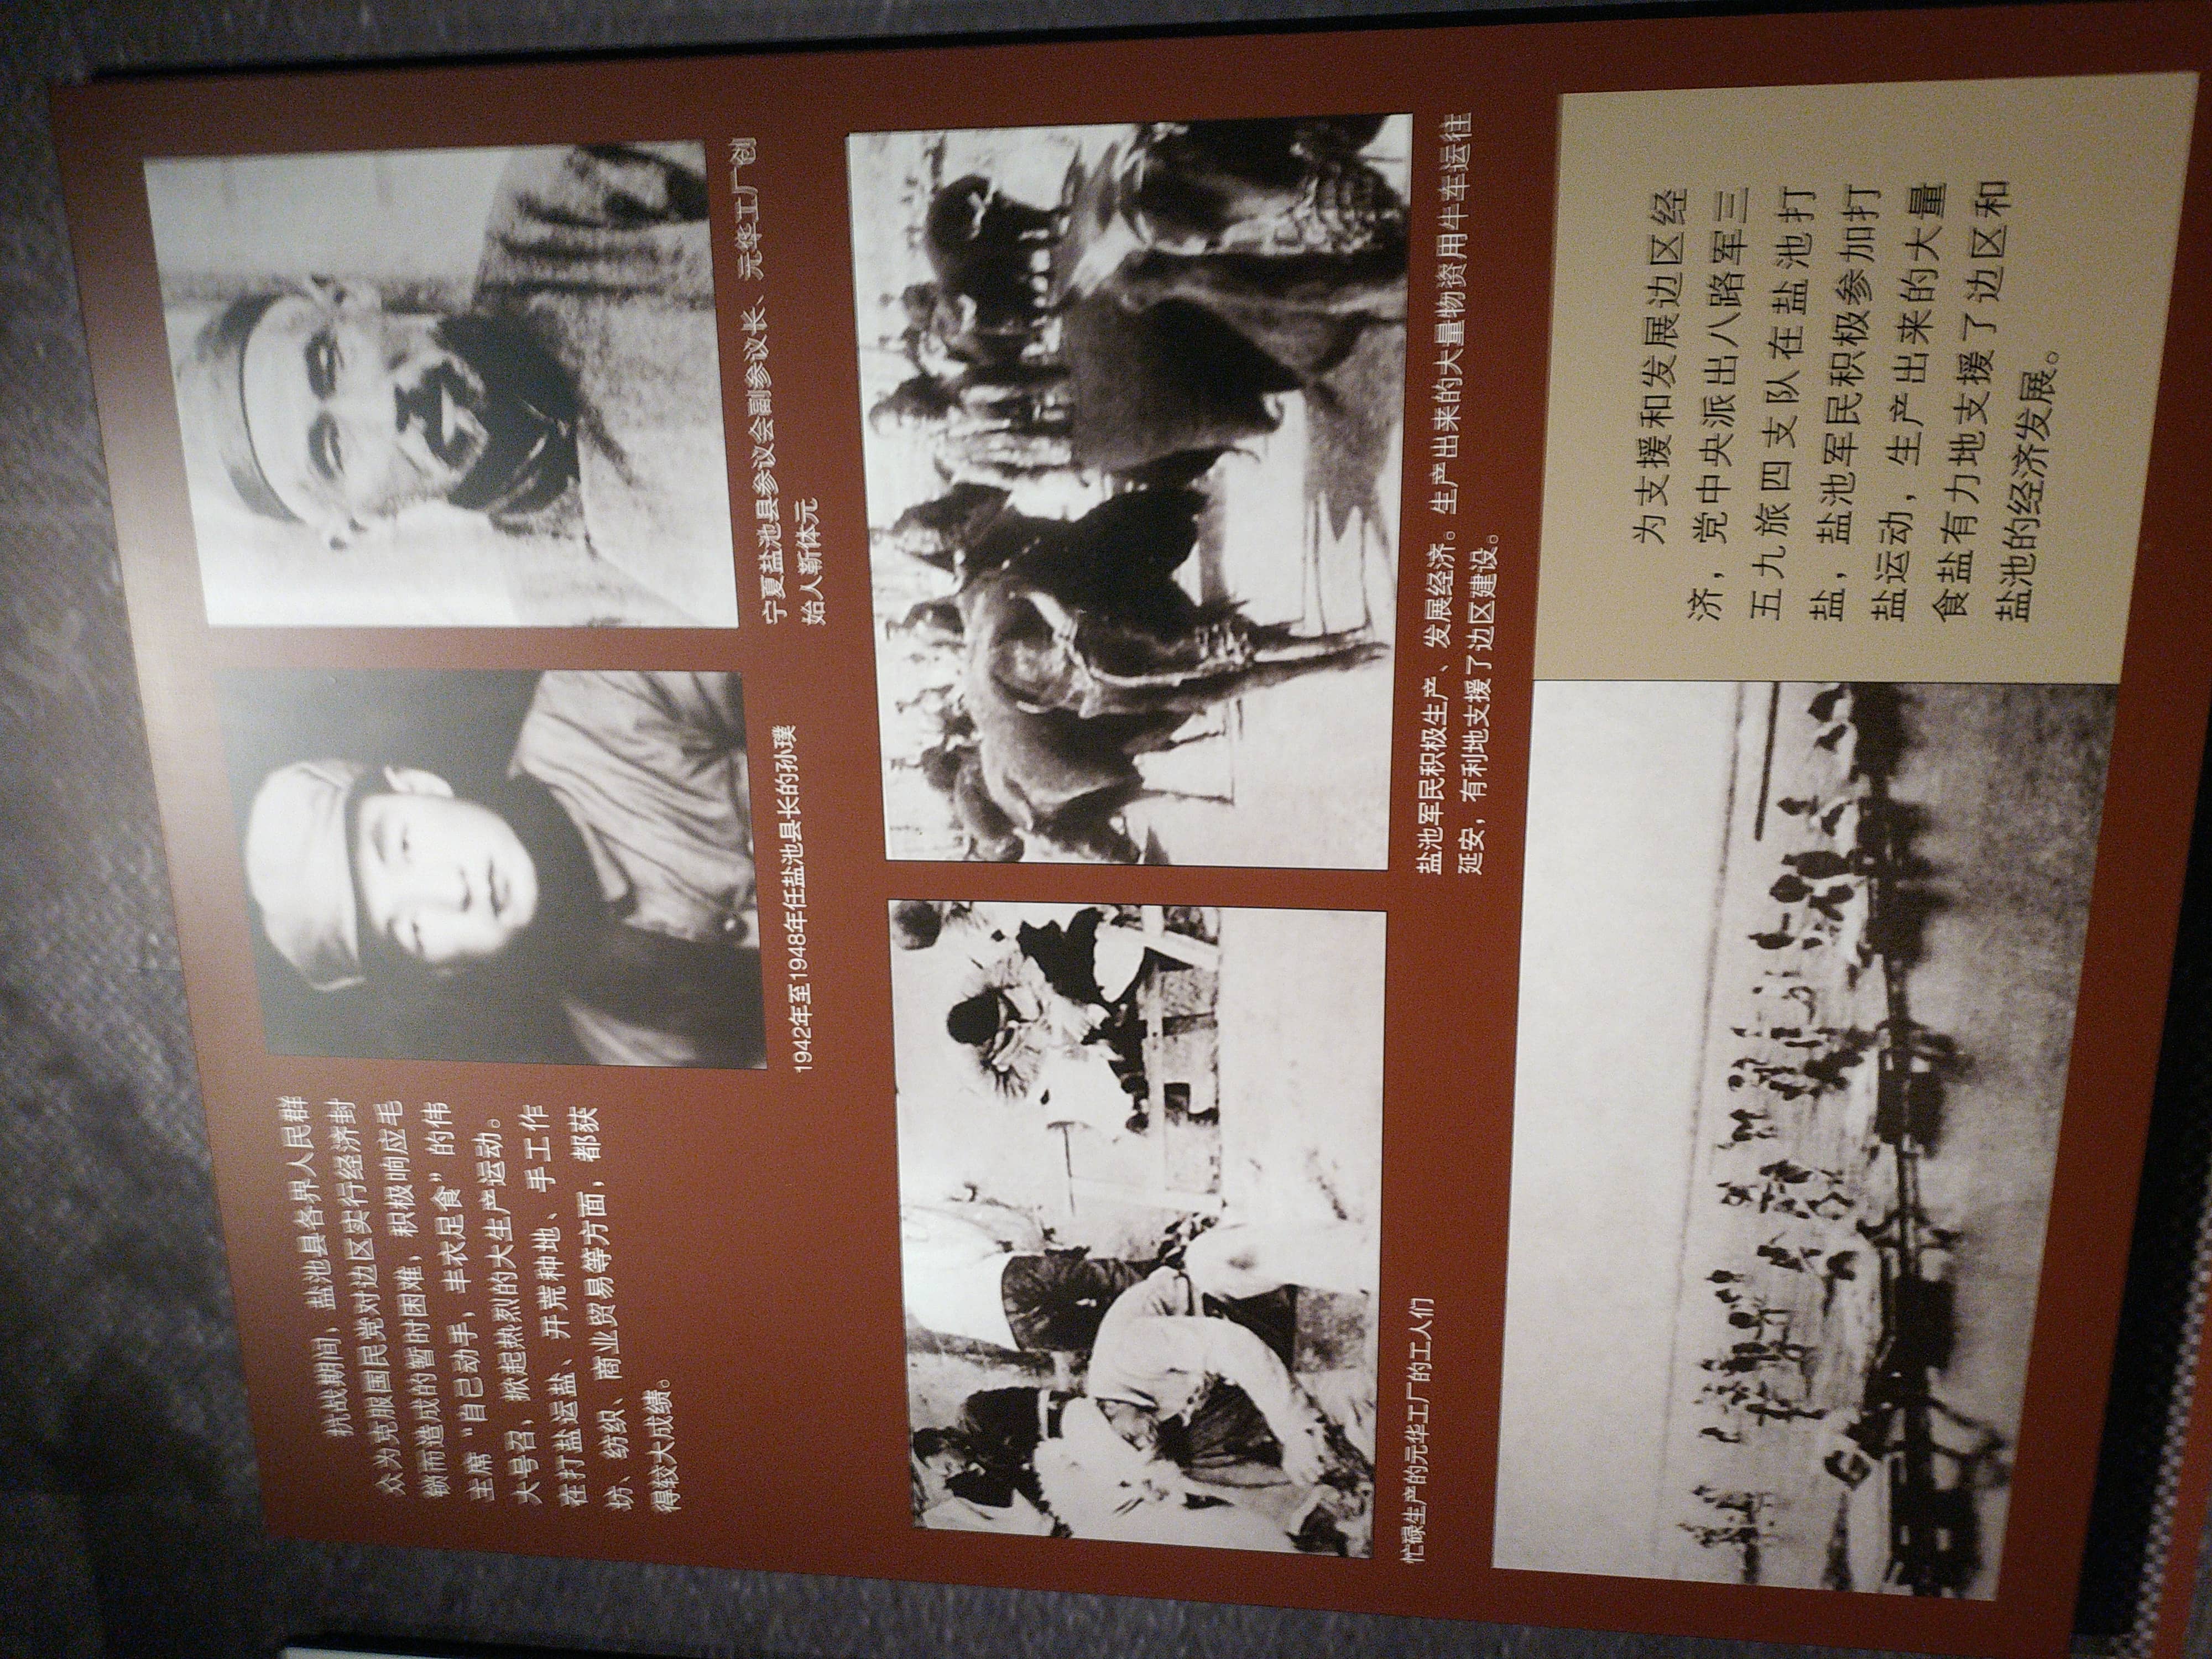 抗战期间，盐池县各界人民群
众为克服国民党对边区实行经济封
锁而造成的暂时困难，积极响应毛
主席“自己动手，丰衣足食”的伟
大号召，掀起热烈的大生产运动。
在打盐运盐、开荒种地、手工作
坊、纺织、商业贸易等方面，都获
得较大成绩。
1942年至1948年任盐池县长的孙璞
宁夏盐池县参议会副参议长、元华工厂创
始人靳体元
忙碌生产的元华工厂的工人们
盐池军民积极生产、发展经济。生产出来的大量物资用牛车运往
延安，有利地支援了边区建设。
为支援和发展边区经
济，党中央派出八路军三
五九旅四支队在盐池打
盐，盐池军民积极参加打
盐运动，生产出来的大量
食盐有力地支援了边区和
盐池的经济发展。